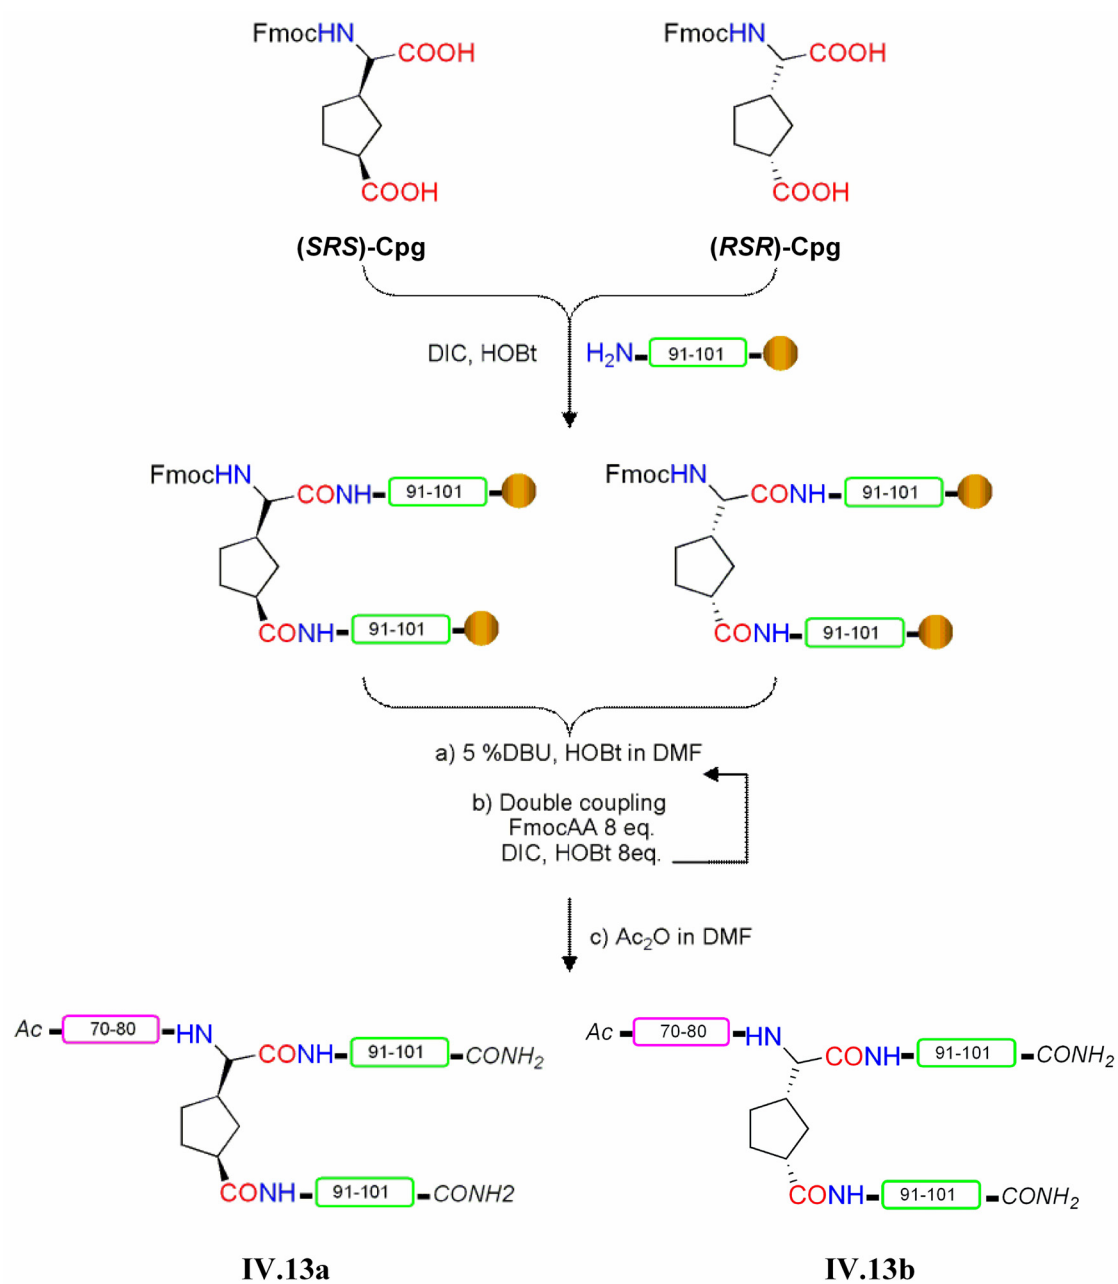 FmocHN COOH FmocHN COOH
COOH COOH
(SRS)-Cpg (RSR)-Cpg
DIC, HOBt H₂N 91-101
FmocHN CONH 91-101 FmocHN CONH 91-101
CONH 91-101 CONH 91-101
a) 5 %DBU, HOBt in DMF
b) Double coupling
FmocAA 8 eq.
DIC, HOBt 8eq.
c) Ac₂O in DMF
Ac 70-80 HN CONH 91-101 CONH₂ Ac 70-80 HN CONH 91-101 CONH₂
CONH 91-101 CONH2 CONH 91-101 CONH₂
IV.13a IV.13b